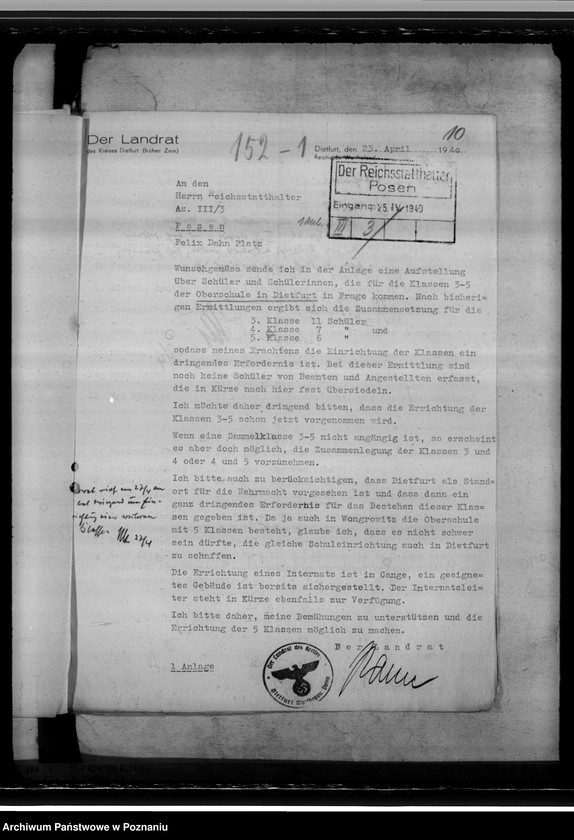 10
Der Landrat
des Kreises Dietfurt (früher Znin)
152-1
Dietfurt, den 23. April 1940
Der Reichsstatthalter
Posen
Eingang: 25. IV. 1940
III 3
An den
Herrn Reichsstatthalter
Az. III/3
Posen
Felix Dahn Platz
Wunschgemäss sende ich in der Anlage eine Aufstellung
über Schüler und Schülerinnen, die für die Klassen 3-5
der Oberschule in Dietfurt in Frage kommen. Nach bisheri=
gen Ermittlungen ergibt sich die Zusammensetzung für die
3. Klasse 11 Schüler
4. Klasse 7 " und
5. Klasse 6 "
sodass meines Erachtens die Einrichtung der Klassen ein
dringendes Erfordernis ist. Bei dieser Ermittlung sind
noch keine Schüler von Beamten und Angestellten erfasst,
die in Kürze nach hier fest übersiedeln.
Ich möchte daher dringend bitten, dass die Errichtung der
Klassen 3-5 schon jetzt vorgenommen wird.
Wenn eine Sammelklasse 3-5 nicht angängig ist, so erscheint
es aber doch möglich, die Zusammenlegung der Klassen 3 und
4 oder 4 und 5 vorzunehmen.
Ich bitte auch zu berücksichtigen, dass Dietfurt als Stand=
ort für die Wehrmacht vorgesehen ist und dass dann ein
ganz dringendes Erfordernis für das Bestehen dieser Klas=
sen gegeben ist. Da ja auch in Wongrowitz die Oberschule
mit 5 Klassen besteht, glaube ich, dass es nicht schwer
sein dürfte, die gleiche Schuleinrichtung auch in Dietfurt
zu schaffen.
Die Errichtung eines Internats ist im Gange, ein geeigne=
tes Gebäude ist bereits sichergestellt. Der Internatslei=
ter steht in Kürze ebenfalls zur Verfügung.
Ich bitte daher, meine Bemühungen zu unterstützen und die
Errichtung der 5 Klassen möglich zu machen.
Der Landrat
1 Anlage
Der Landrat des Kreises
Dietfurt
Archiwum Państwowe w Poznaniu